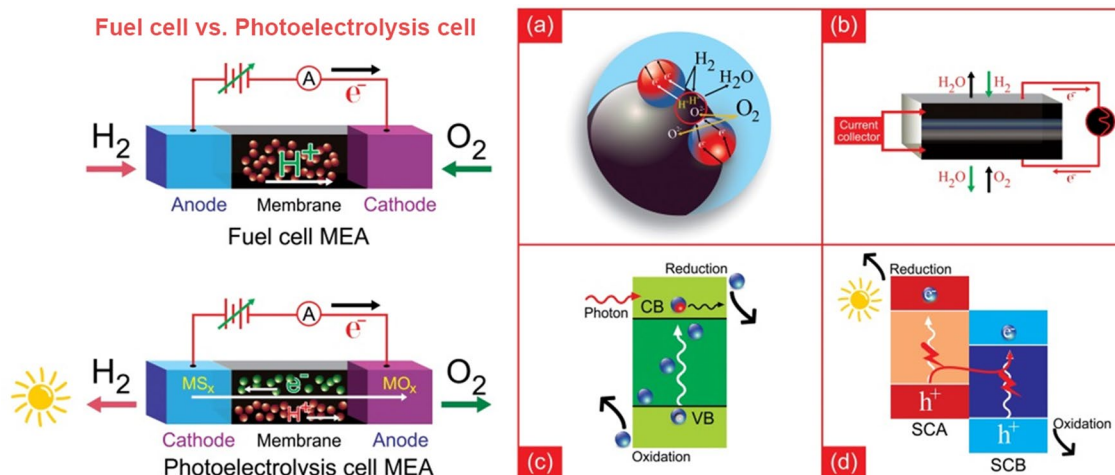 Fuel cell vs. Photoelectrolysis cell
A
e⁻
H₂
O₂
H⁺
Anode
Membrane
Cathode
Fuel cell MEA
A
e⁻
H₂
O₂
MSₓ
e⁻
MOₓ
H⁺
Cathode
Membrane
Anode
Photoelectrolysis cell MEA
(a)
H₂
H₂O
e⁻
e⁻
H-H
O₂
O²⁻
O²⁻
e⁻
e⁻
(b)
H₂O
H₂
e⁻
Current
collector
H₂O
O₂
e⁻
Reduction
CB
Photon
VB
Oxidation
(c)
Reduction
e⁻
e⁻
h⁺
SCA
h⁺
Oxidation
SCB
(d)